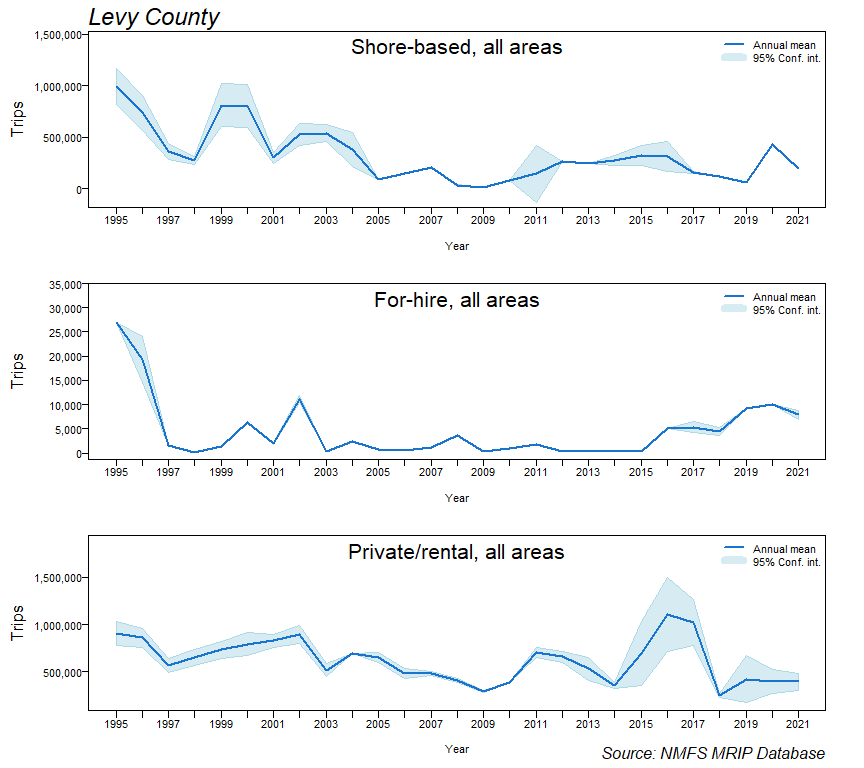 Levy County
Shore-based, all areas
Annual mean
95% Conf. int.
1,500,000
1,000,000
500,000
0
Trips
1995 1997 1999 2001 2003 2005 2007 2009 2011 2013 2015 2017 2019 2021
Year
For-hire, all areas
Annual mean
95% Conf. int.
35,000
30,000
25,000
20,000
15,000
10,000
5,000
0
Trips
1995 1997 1999 2001 2003 2005 2007 2009 2011 2013 2015 2017 2019 2021
Year
Private/rental, all areas
Annual mean
95% Conf. int.
1,500,000
1,000,000
500,000
Trips
1995 1997 1999 2001 2003 2005 2007 2009 2011 2013 2015 2017 2019 2021
Year
Source: NMFS MRIP Database